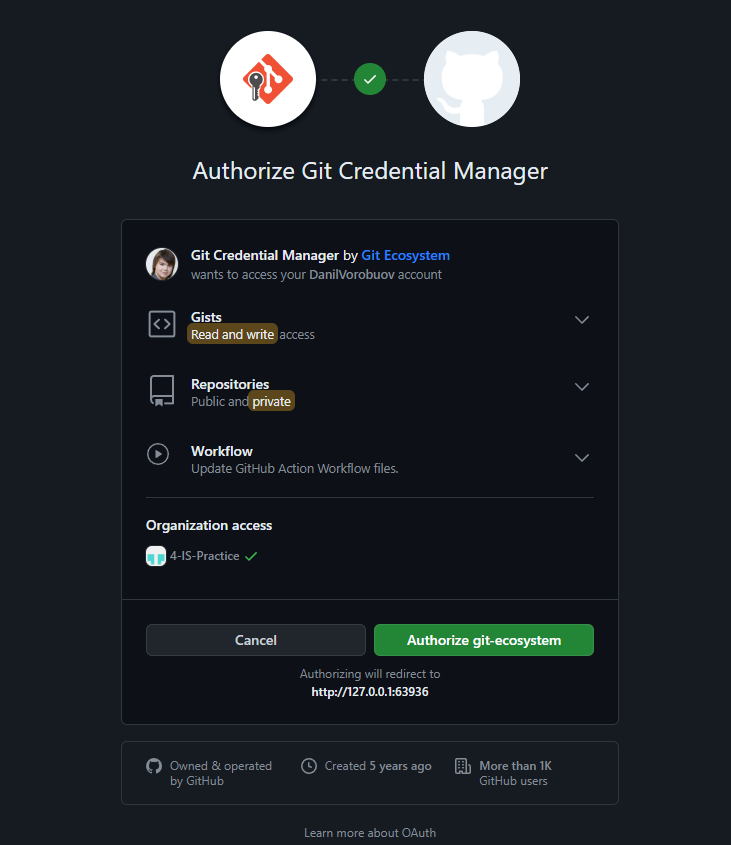 Authorize Git Credential Manager
Git Credential Manager by Git Ecosystem
wants to access your DanilVorobuov account
Gists
Read and write access
Repositories
Public and private
Workflow
Update GitHub Action Workflow files.
Organization access
4-IS-Practice
Cancel
Authorize git-ecosystem
Authorizing will redirect to
http://127.0.0.1:63936
Owned & operated
by GitHub
Created 5 years ago
More than 1K
GitHub users
Learn more about OAuth